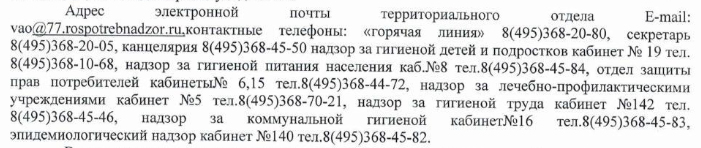 Адрес электронной почты территориального отдела E-mail:
vao@77.rospotrebnadzor.ru,контактные телефоны: «горячая линия» 8(495)368-20-80, секретарь
8(495)368-20-05, канцелярия 8(495)368-45-50 надзор за гигиеной детей и подростков кабинет № 19 тел.
8(495)368-10-68, надзор за гигиеной питания населения каб.№8 тел.8(495)368-45-84, отдел защиты
прав потребителей кабинеты№ 6,15 тел.8(495)368-44-72, надзор за лечебно-профилактическими
учреждениями кабинет №5 тел.8(495)368-70-21, надзор за гигиеной труда кабинет №142 тел.
8(495)368-45-46, надзор за коммунальной гигиеной кабинет№16 тел.8(495)368-45-83,
эпидемиологический надзор кабинет №140 тел.8(495)368-45-82.